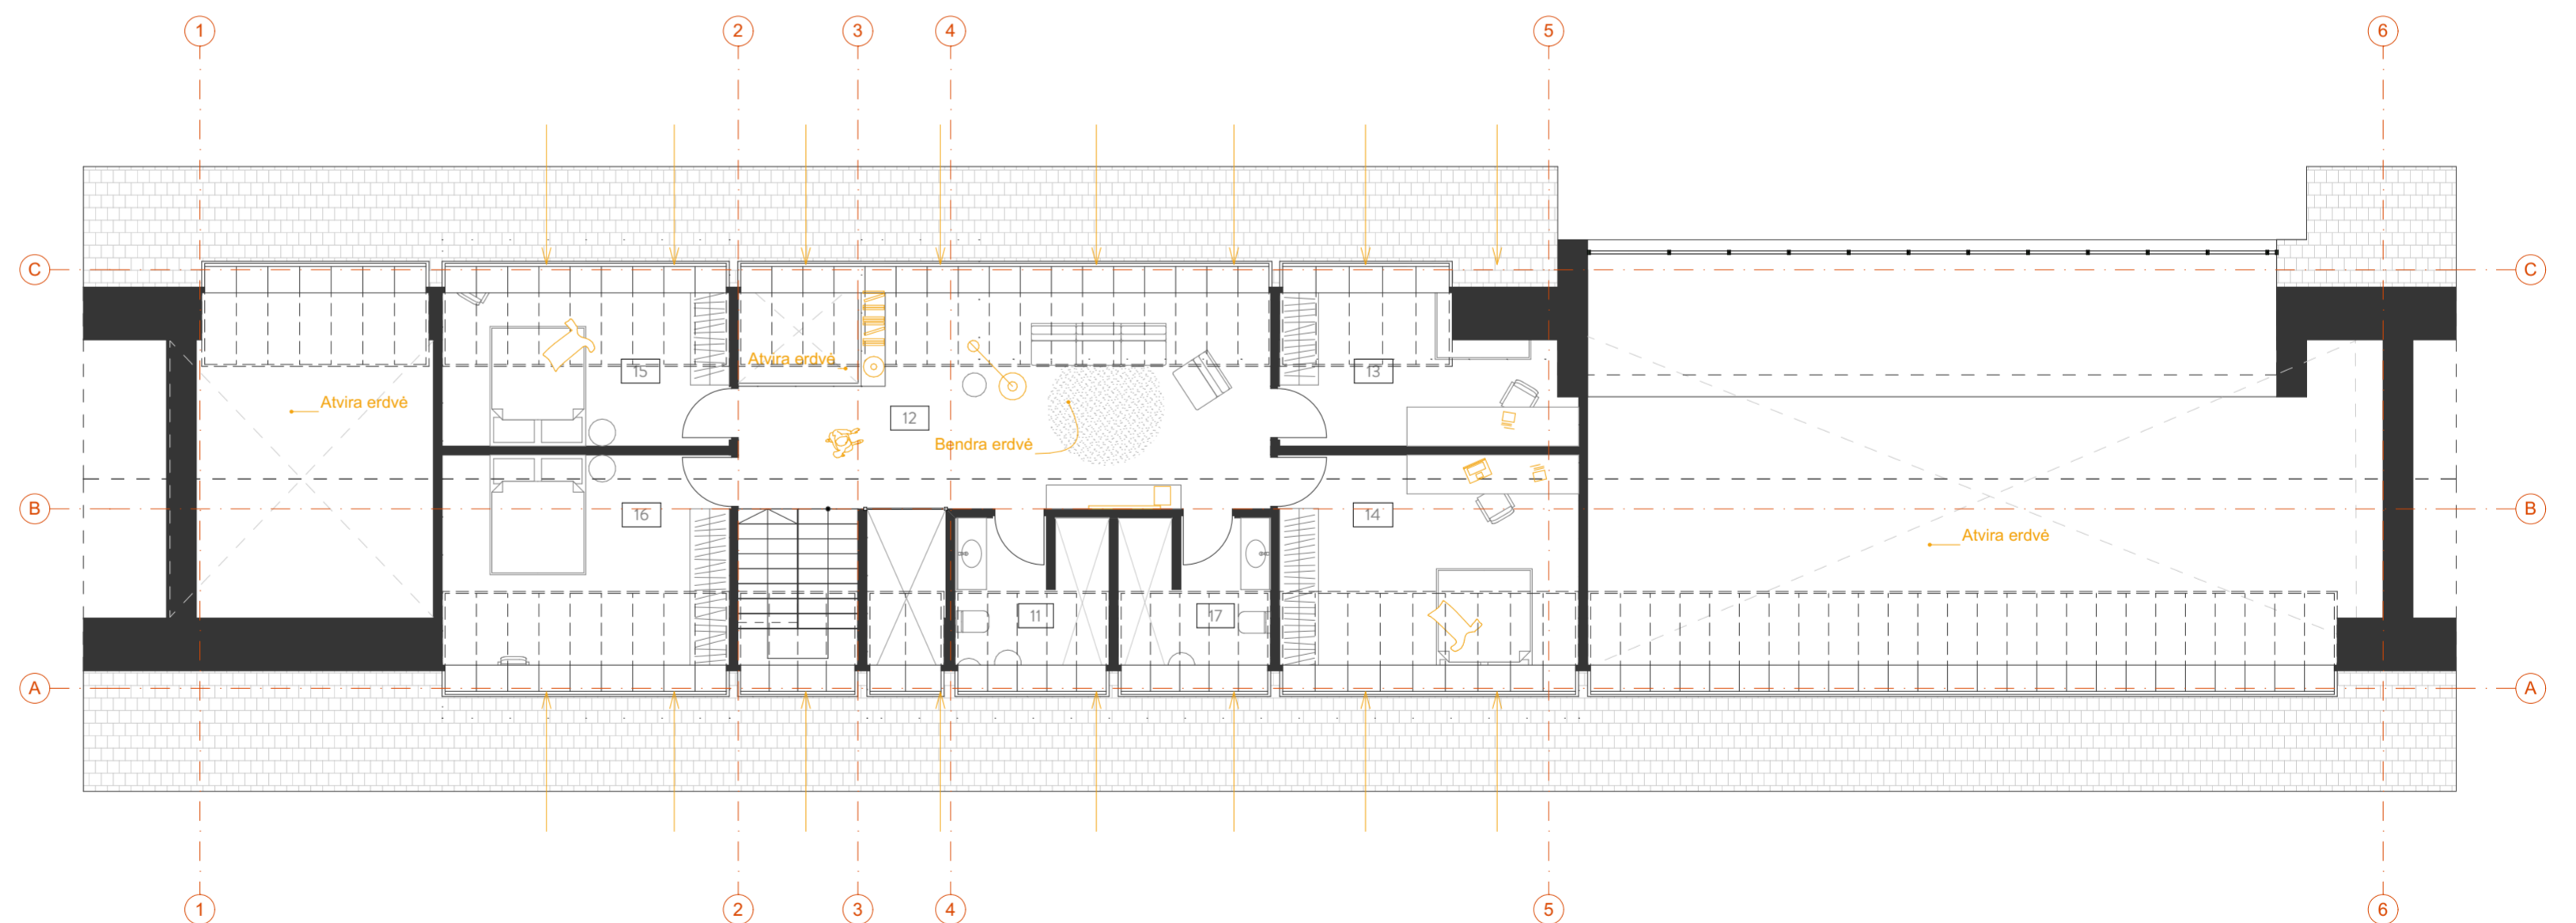 1 2 3 4 5 6
C C
15 Atvira erdvė 13
Atvira erdvė
12
Bendra erdvė
B 16 14 B
Atvira erdvė
11 17
A A
1 2 3 4 5 6